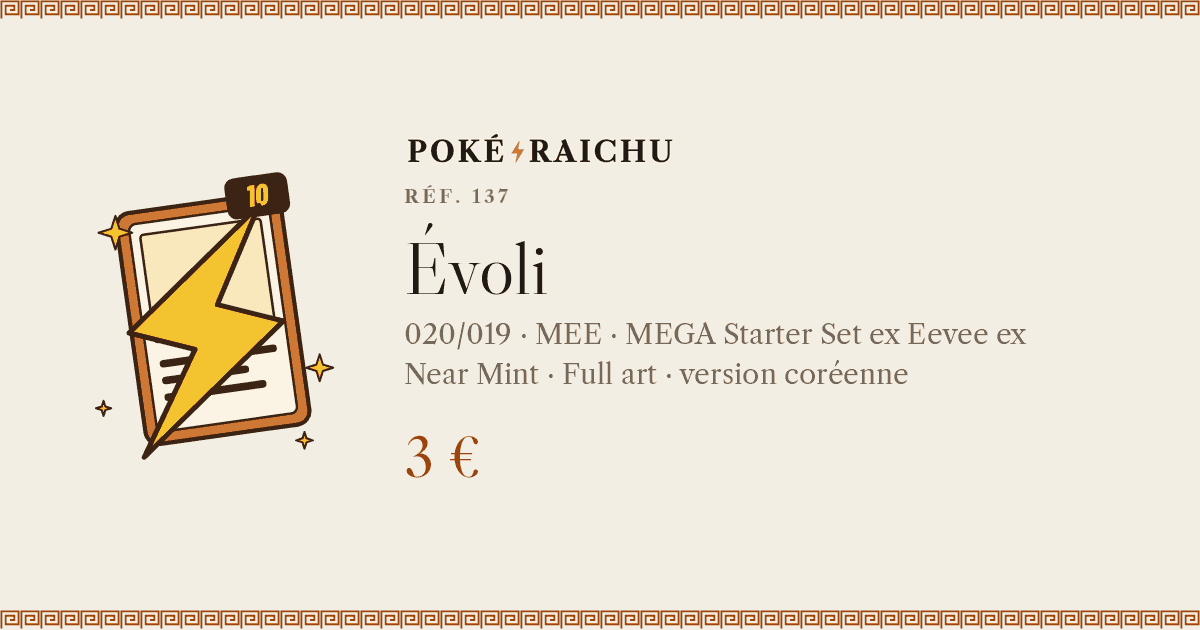 10
POKÉ RAICHU
RÉF. 137
Évoli
020/019 · MEE · MEGA Starter Set ex Eevee ex
Near Mint · Full art · version coréenne
3 €